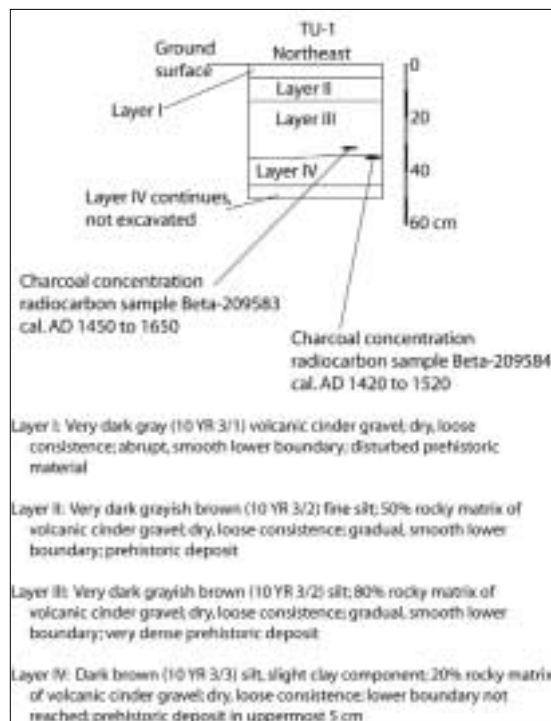 TU-1
Northeast
Ground
surface
0
Layer I
Layer II
Layer III
20
Layer IV
40
Layer IV continues,
not excavated
60 cm
Charcoal concentration
radiocarbon sample Beta-209583
cal. AD 1450 to 1650
Charcoal concentration
radiocarbon sample Beta-209584
cal. AD 1420 to 1520
Layer I: Very dark gray (10 YR 3/1) volcanic cinder gravel; dry, loose
consistence; abrupt, smooth lower boundary; disturbed prehistoric
material
Layer II: Very dark grayish brown (10 YR 3/2) fine silt; 50% rocky matrix of
volcanic cinder gravel; dry, loose consistence; gradual, smooth lower
boundary; prehistoric deposit
Layer III: Very dark grayish brown (10 YR 3/2) silt; 80% rocky matrix of
volcanic cinder gravel; dry, loose consistence; gradual, smooth lower
boundary; very dense prehistoric deposit
Layer IV: Dark brown (10 YR 3/3) silt, slight clay component; 20% rocky matrix
of volcanic cinder gravel; dry, loose consistence; lower boundary not
reached; prehistoric deposit in uppermost 5 cm